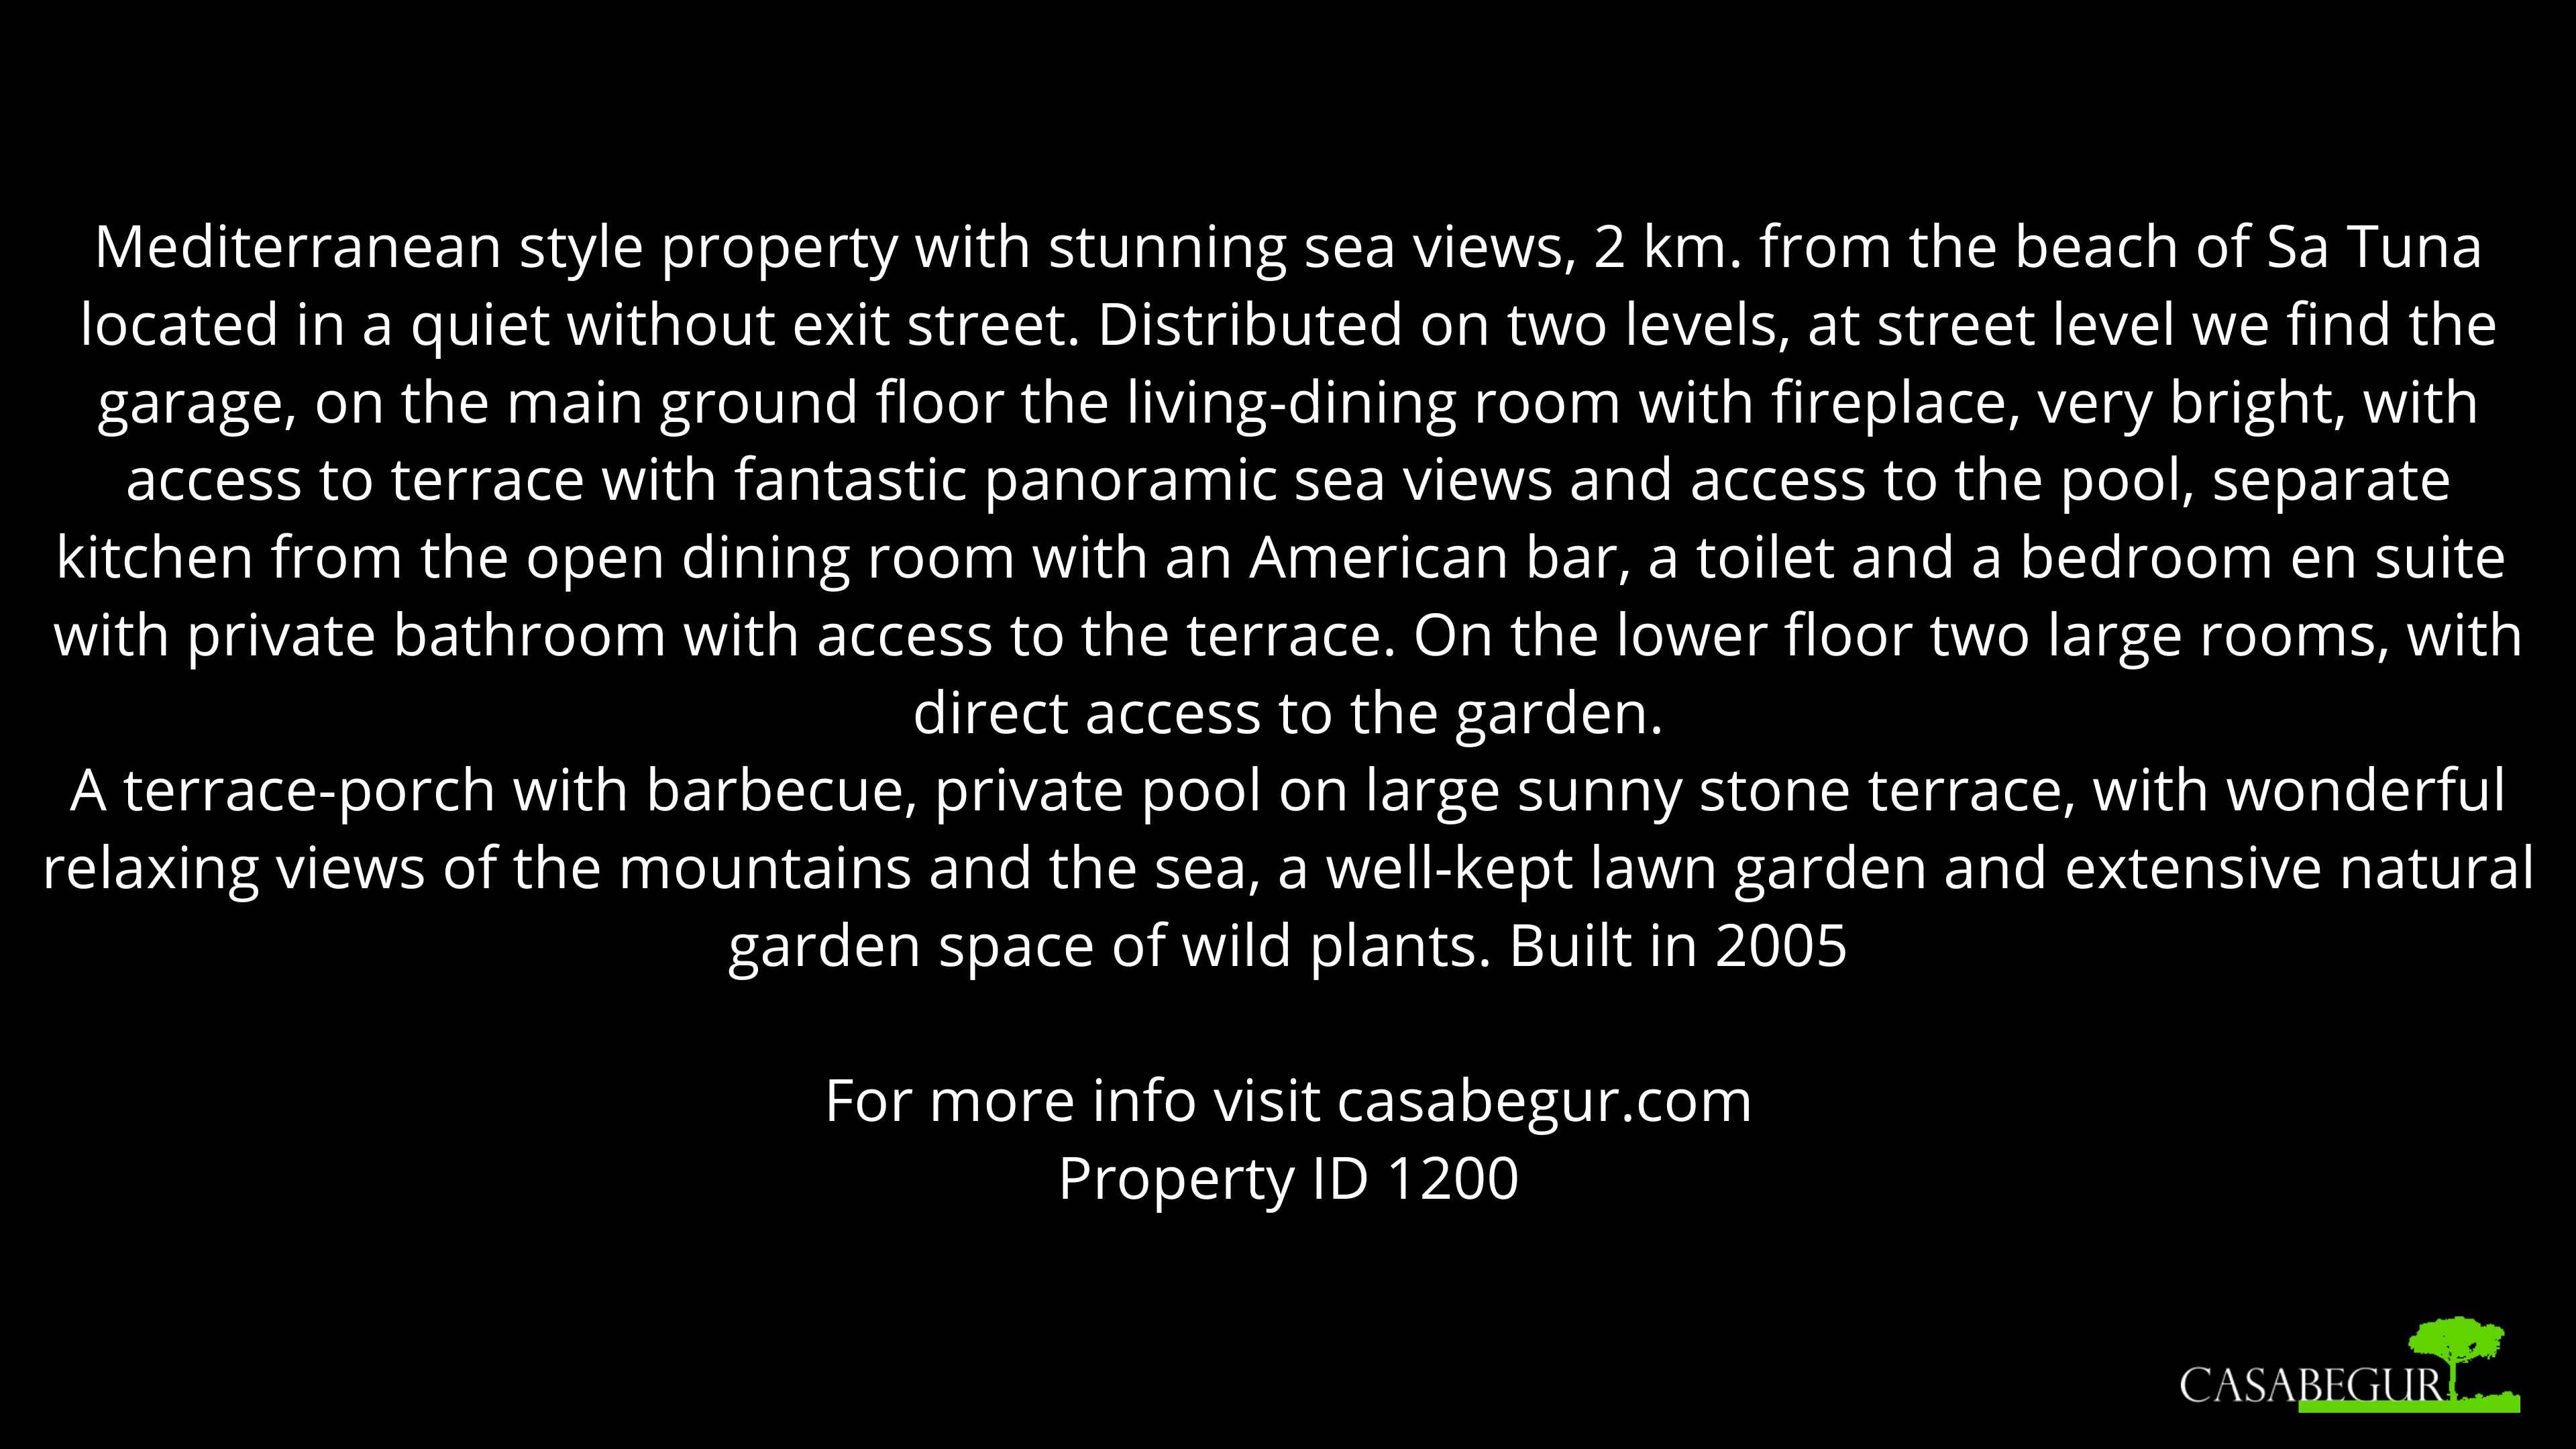 Mediterranean style property with stunning sea views, 2 km. from the beach of Sa Tuna
located in a quiet without exit street. Distributed on two levels, at street level we find the
garage, on the main ground floor the living-dining room with fireplace, very bright, with
access to terrace with fantastic panoramic sea views and access to the pool, separate
kitchen from the open dining room with an American bar, a toilet and a bedroom en suite
with private bathroom with access to the terrace. On the lower floor two large rooms, with
direct access to the garden.
A terrace-porch with barbecue, private pool on large sunny stone terrace, with wonderful
relaxing views of the mountains and the sea, a well-kept lawn garden and extensive natural
garden space of wild plants. Built in 2005
For more info visit casabegur.com
Property ID 1200
CASABEGUR